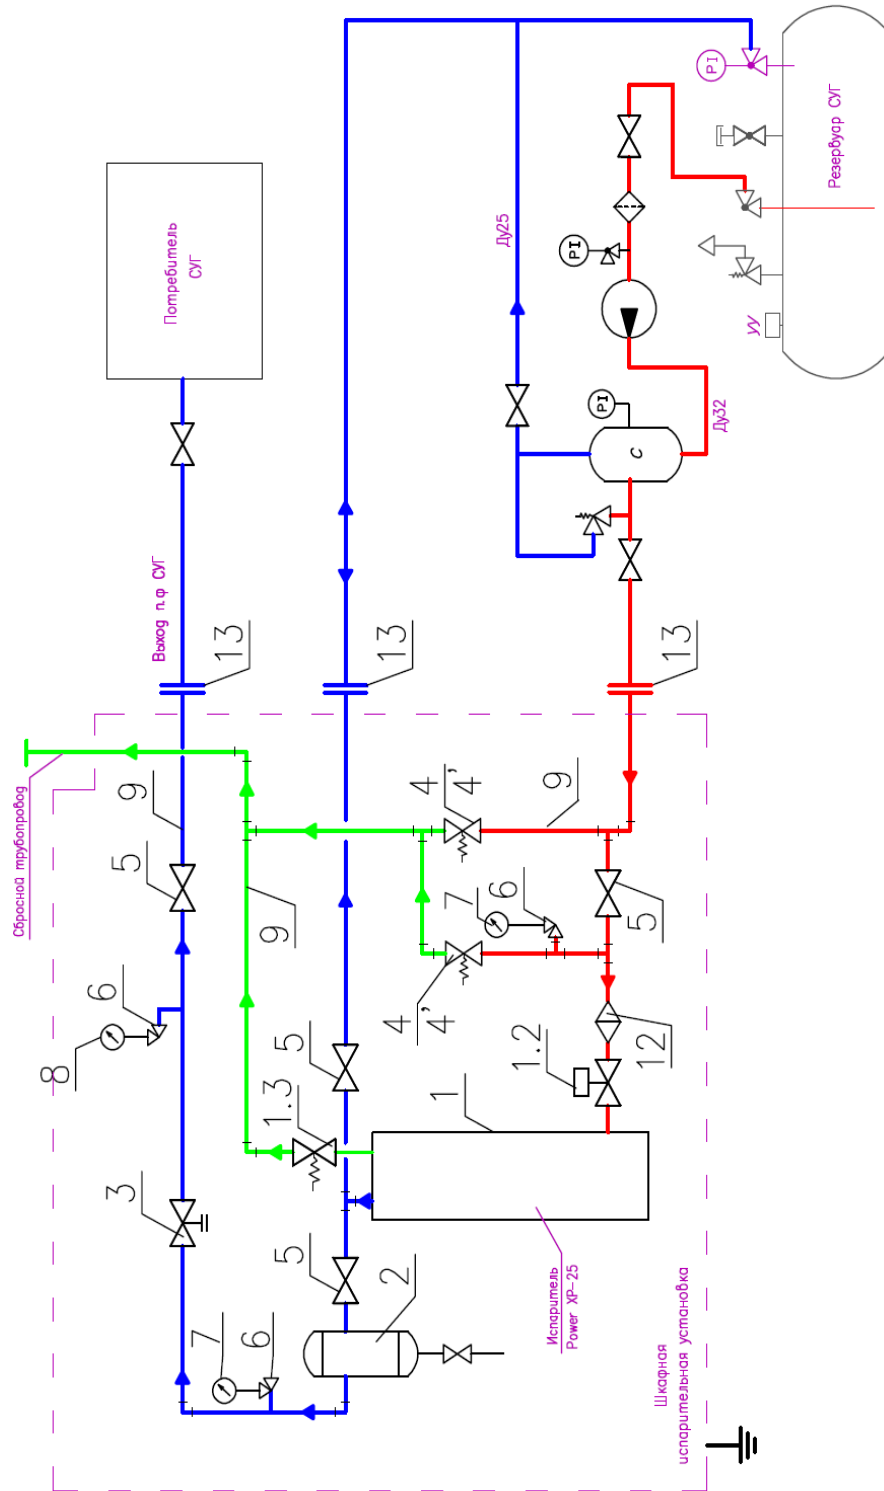 Потребитель
СУГ
Выход п.ф СУГ
Сбросной трубопровод
Ду25
Ду32
PI
PI
PI
С
УУ
Резервуар СУГ
13
13
13
9
5
6
8
3
7
6
9
5
1.3
5
2
4
4'
9
7
6
5
4
4'
12
1.2
1
Испаритель
Power XP-25
Шкафная
испарительная установка